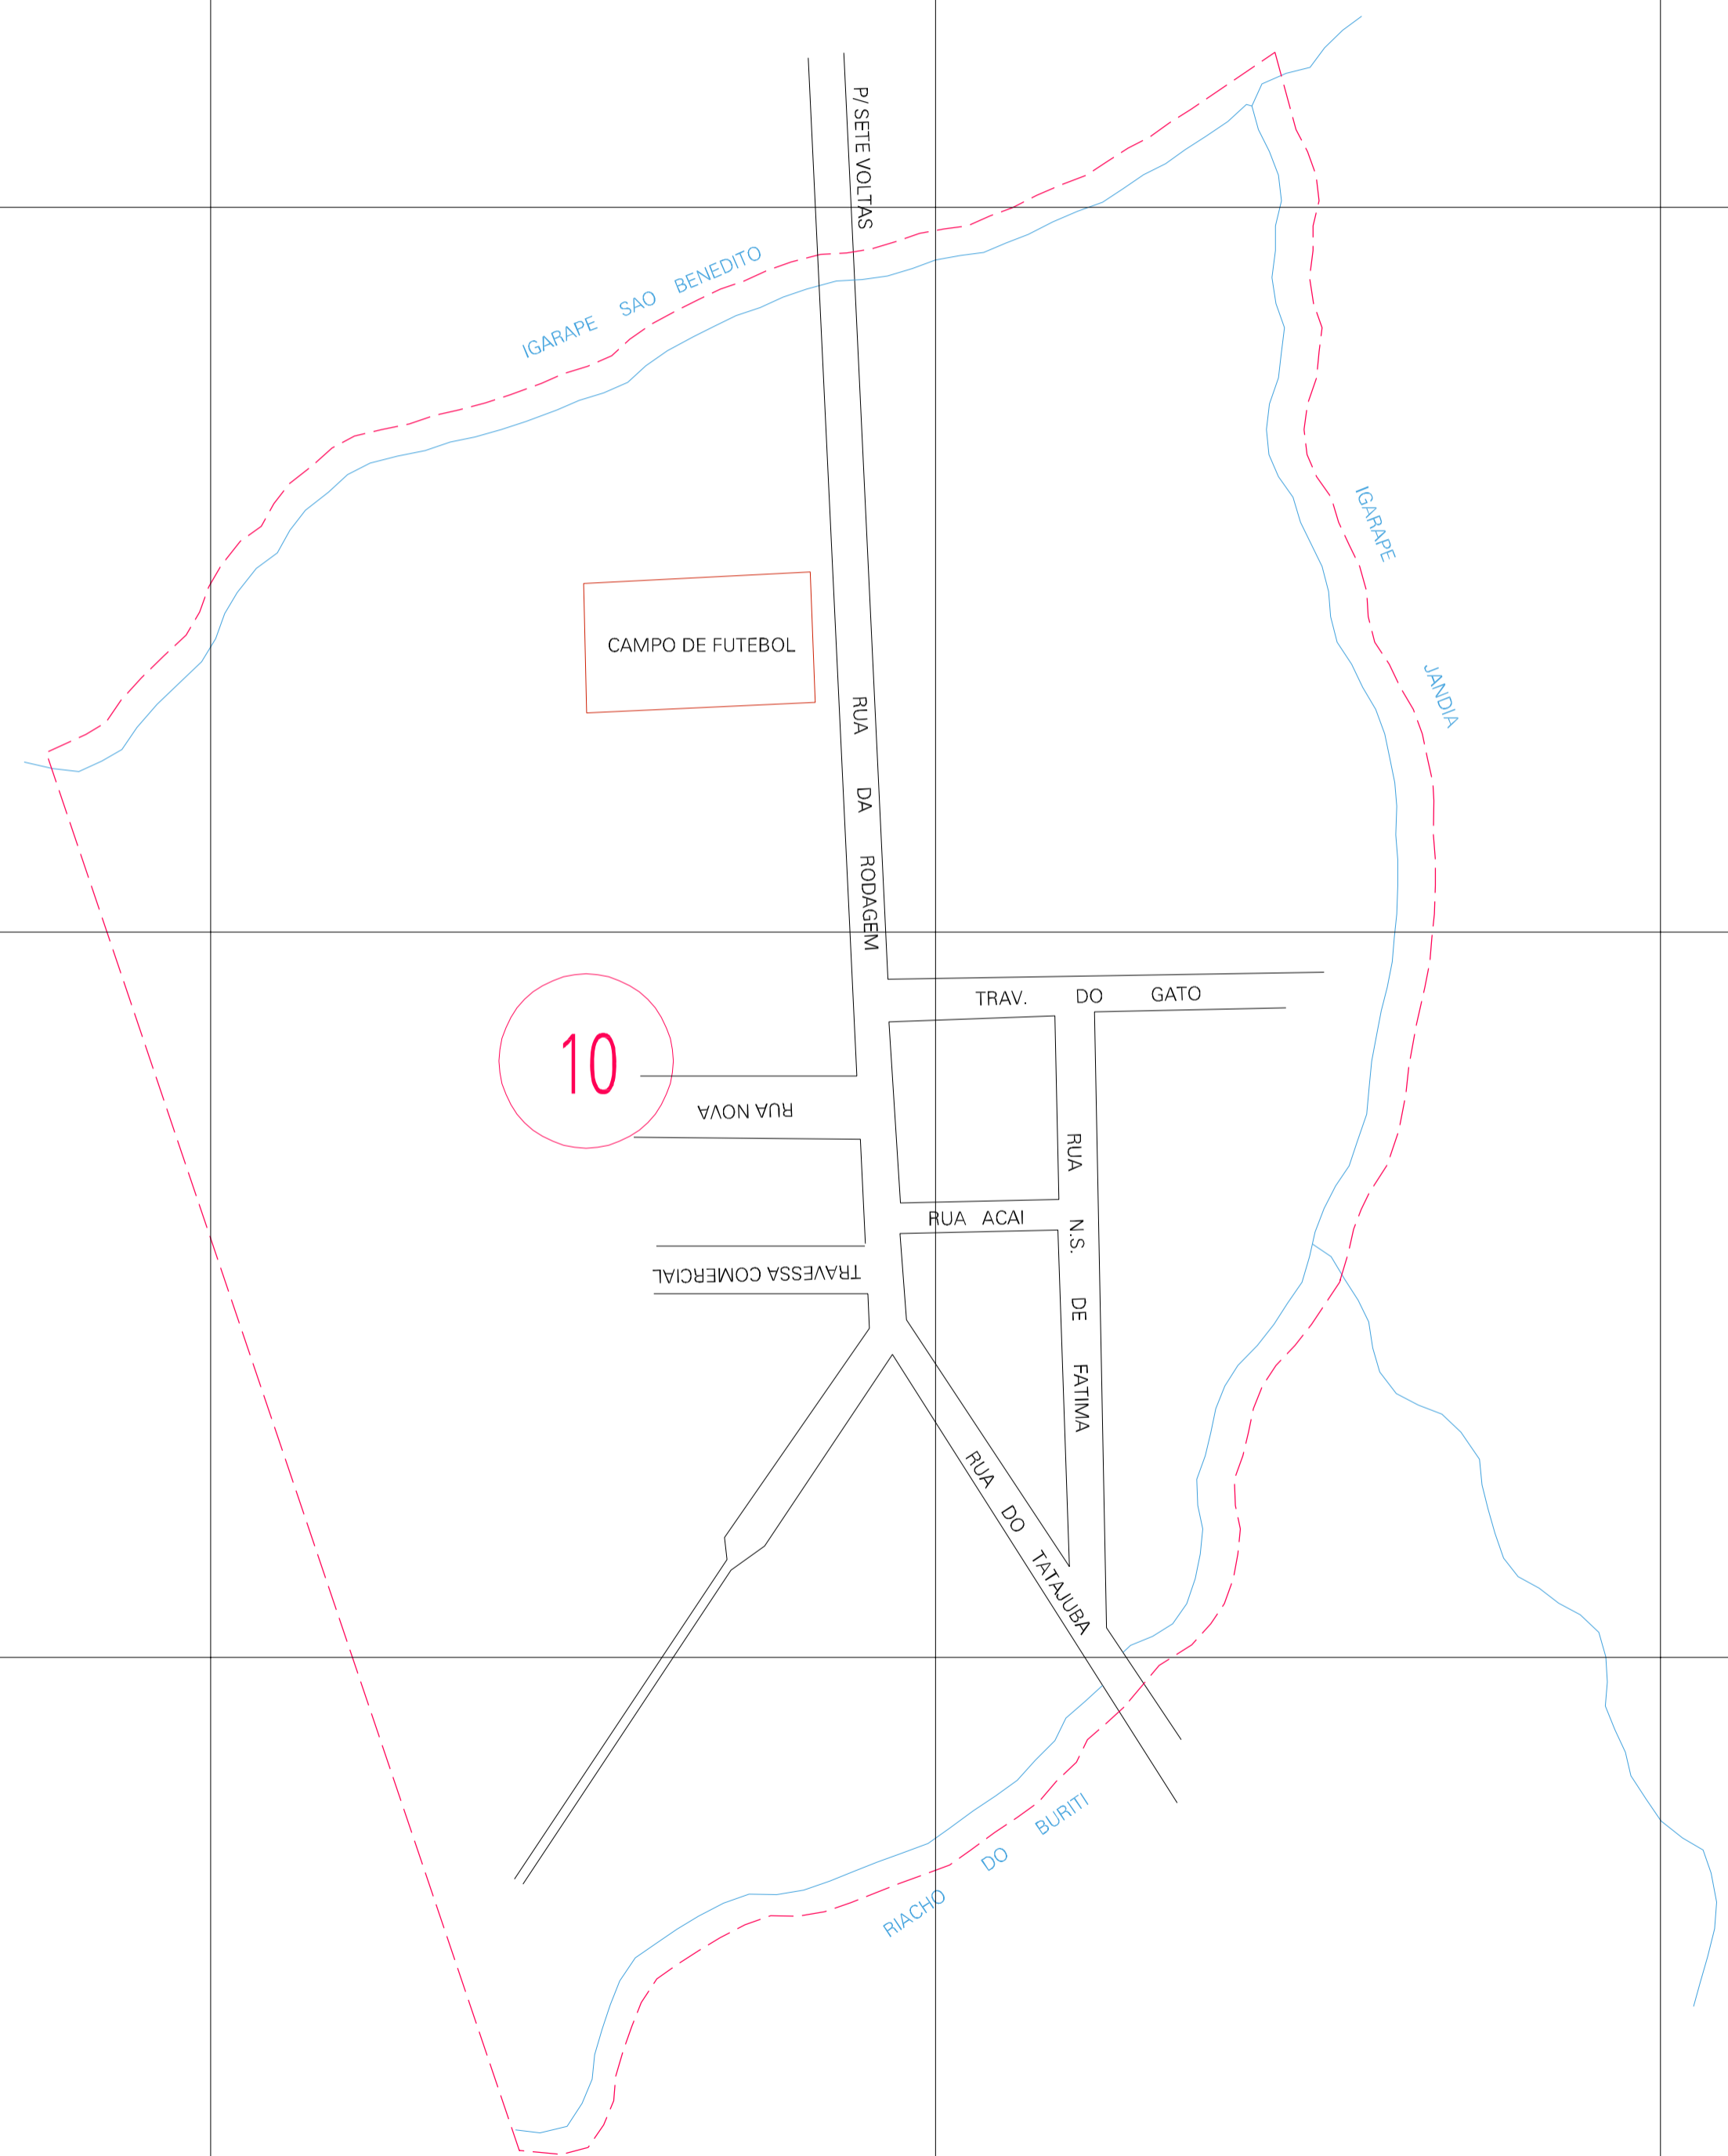 P/ SETE VOLTAS
IGARAPE SAO BENEDITO
IGARAPE JANDIA
CAMPO DE FUTEBOL
RUA DA RODAGEM
TRAV. DO GATO
10
RUA NOVA
RUA N.S. DE FATIMA
RUA ACAI
TRAVESSA COMERCIAL
RUA DO TATAJUBA
RIACHO DO BURITI